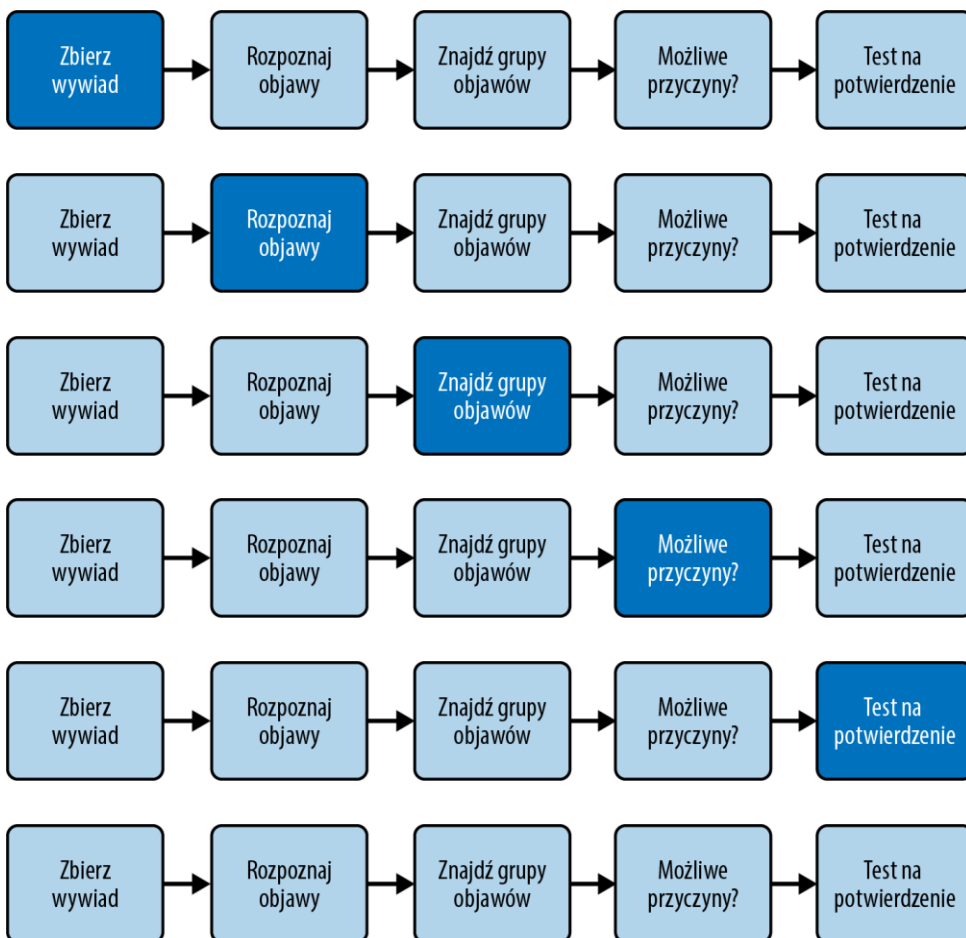 Zbierz
wywiad
Rozpoznaj
objawy
Znajdź grupy
objawów
Możliwe
przyczyny?
Test na
potwierdzenie
Zbierz
wywiad
Rozpoznaj
objawy
Znajdź grupy
objawów
Możliwe
przyczyny?
Test na
potwierdzenie
Zbierz
wywiad
Rozpoznaj
objawy
Znajdź grupy
objawów
Możliwe
przyczyny?
Test na
potwierdzenie
Zbierz
wywiad
Rozpoznaj
objawy
Znajdź grupy
objawów
Możliwe
przyczyny?
Test na
potwierdzenie
Zbierz
wywiad
Rozpoznaj
objawy
Znajdź grupy
objawów
Możliwe
przyczyny?
Test na
potwierdzenie
Zbierz
wywiad
Rozpoznaj
objawy
Znajdź grupy
objawów
Możliwe
przyczyny?
Test na
potwierdzenie